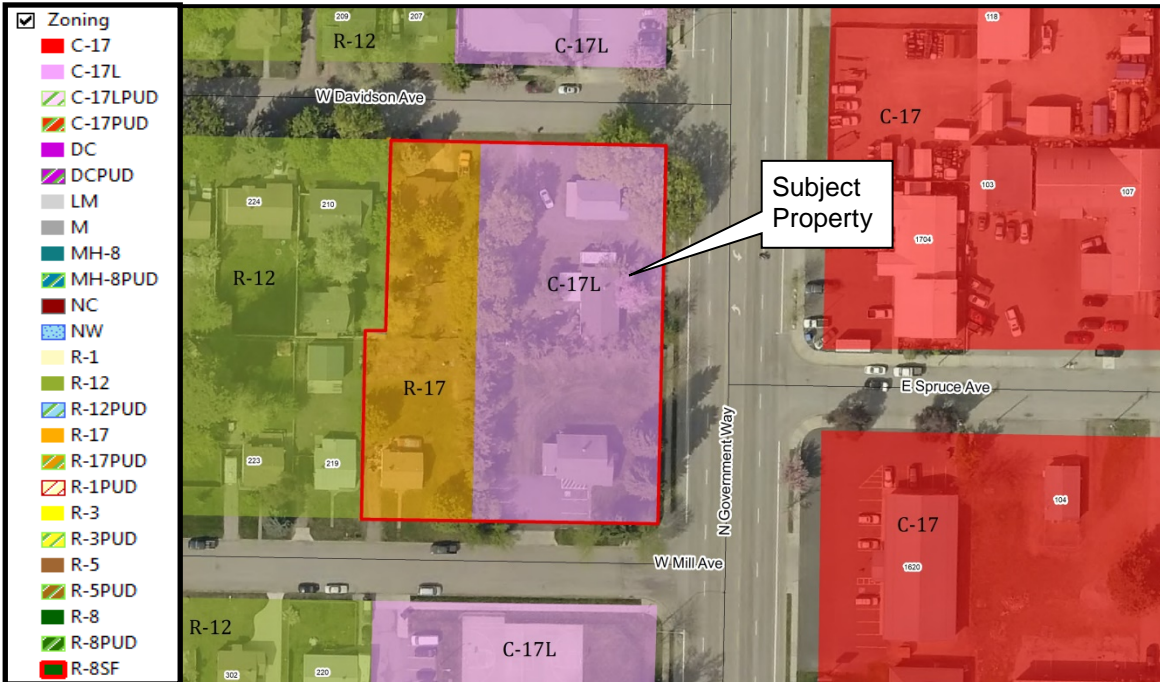 Zoning
C-17
C-17L
C-17LPUD
C-17PUD
DC
DCPUD
LM
M
MH-8
MH-8PUD
NC
NW
R-1
R-12
R-12PUD
R-17
R-17PUD
R-1PUD
R-3
R-3PUD
R-5
R-5PUD
R-8
R-8PUD
R-8SF
209
207
118
R-12
C-17L
W Davidson Ave
C-17
103
107
Subject
Property
224
210
1704
R-12
C-17L
R-17
E Spruce Ave
N Government Way
223
219
104
C-17
1620
W Mill Ave
R-12
C-17L
302
220